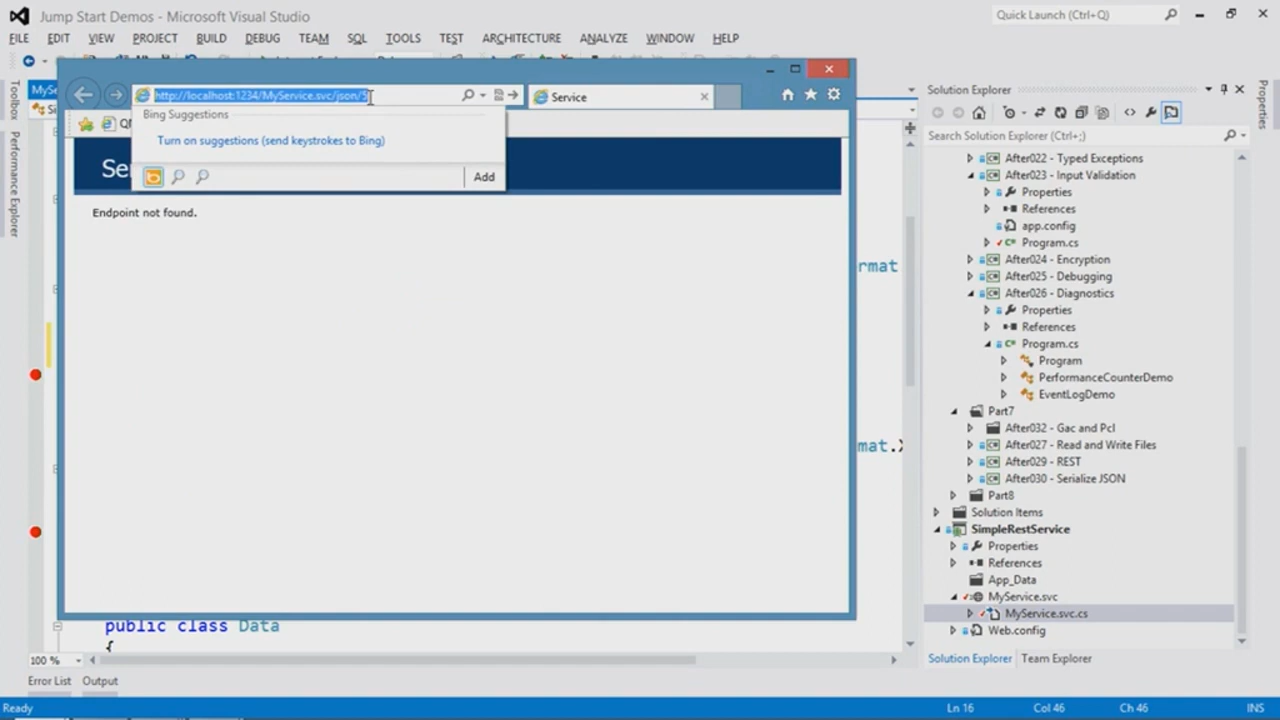 Jump Start Demos - Microsoft Visual Studio
Quick Launch (Ctrl+Q)
FILE EDIT VIEW PROJECT BUILD DEBUG TEAM SQL TOOLS TEST ARCHITECTURE ANALYZE WINDOW HELP
MySe
Toolbox
Performance Explorer
http://localhost:1234/MyService.svc/json/5
Service
Bing Suggestions
Turn on suggestions (send keystrokes to Bing)
Add
Se
Endpoint not found.
rmat
mat.X
public class Data
{
100 %
Error List Output
Solution Explorer
Search Solution Explorer (Ctrl+;)
After022 - Typed Exceptions
After023 - Input Validation
Properties
References
app.config
Program.cs
After024 - Encryption
After025 - Debugging
After026 - Diagnostics
Properties
References
Program.cs
Program
PerformanceCounterDemo
EventLogDemo
Part7
After032 - Gac and Pcl
After027 - Read and Write Files
After029 - REST
After030 - Serialize JSON
Part8
Solution Items
SimpleRestService
Properties
References
App_Data
MyService.svc
MyService.svc.cs
Web.config
Solution Explorer Team Explorer
Properties
Ready
Ln 16 Col 46 Ch 46 INS